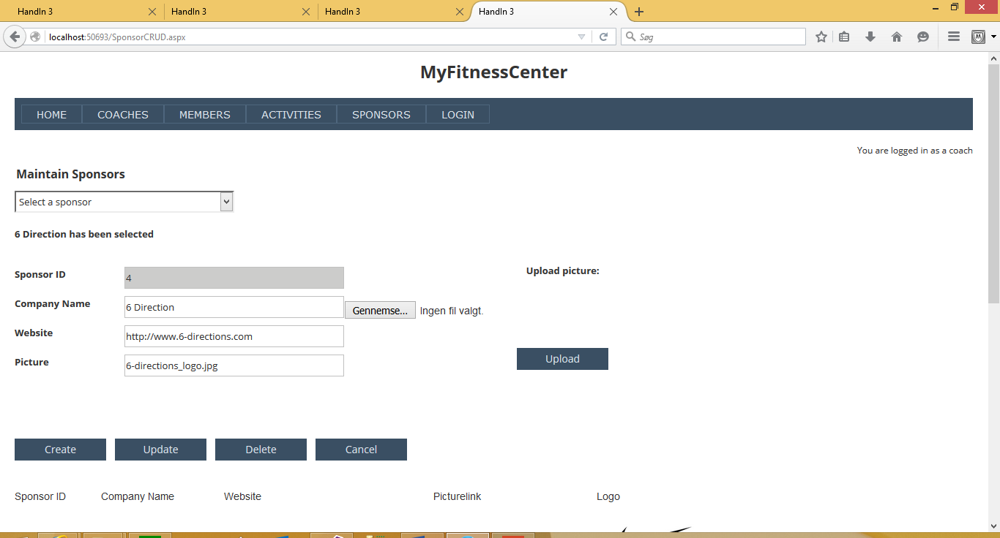 HandIn 3 HandIn 3 HandIn 3 HandIn 3
localhost:50693/SponsorCRUD.aspx Søg
MyFitnessCenter
HOME COACHES MEMBERS ACTIVITIES SPONSORS LOGIN
You are logged in as a coach
Maintain Sponsors
Select a sponsor
6 Direction has been selected
Sponsor ID 4 Upload picture:
Company Name 6 Direction Gennemse... Ingen fil valgt.
Website http://www.6-directions.com
Picture 6-directions_logo.jpg Upload
Create Update Delete Cancel
Sponsor ID Company Name Website Picturelink Logo